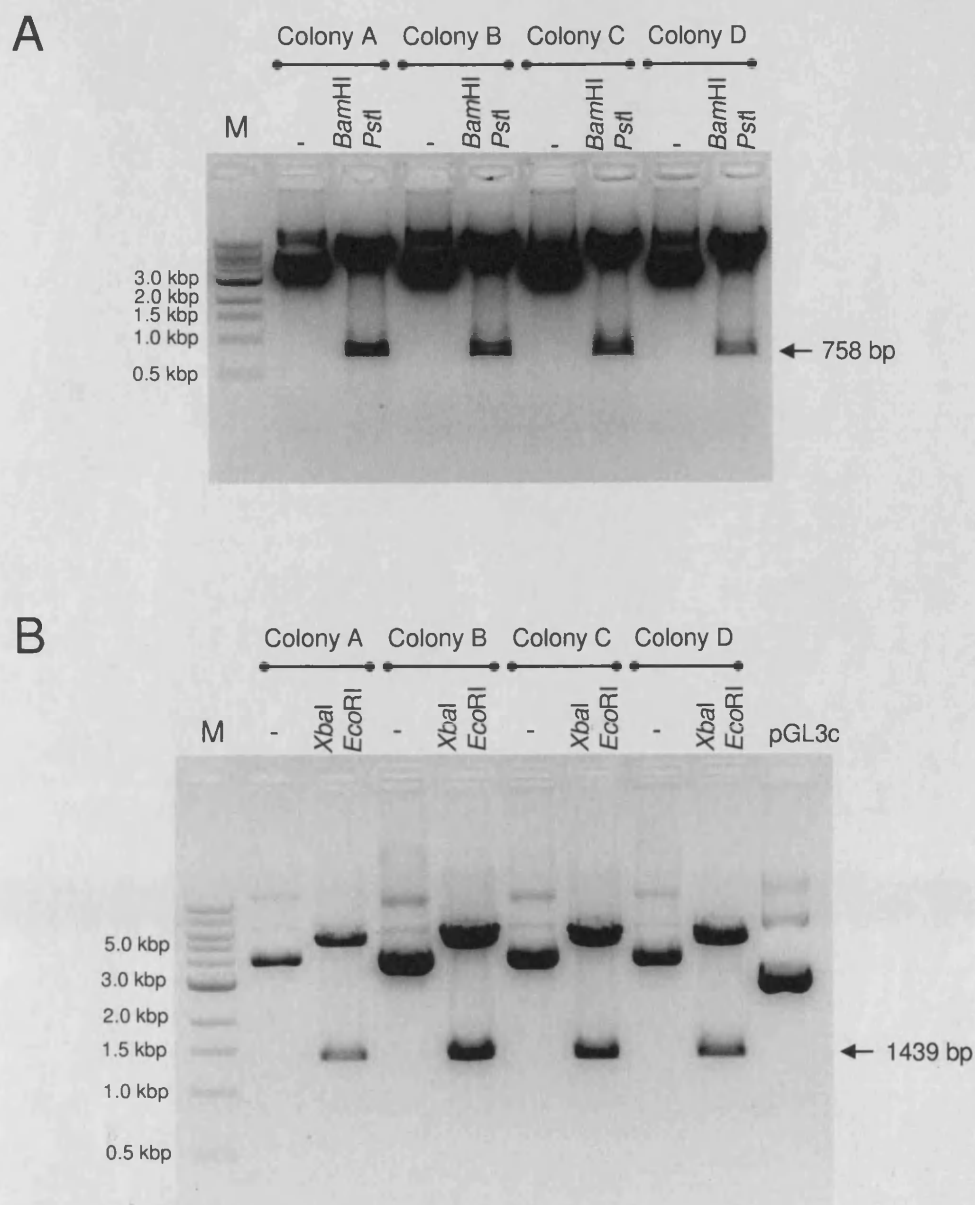 A
Colony A Colony B Colony C Colony D
M - BamHI PstI - BamHI PstI - BamHI PstI - BamHI PstI
3.0 kbp
2.0 kbp
1.5 kbp
1.0 kbp
0.5 kbp
758 bp
B
Colony A Colony B Colony C Colony D
M - XbaI EcoRI - XbaI EcoRI - XbaI EcoRI - XbaI EcoRI pGL3c
5.0 kbp
3.0 kbp
2.0 kbp
1.5 kbp
1.0 kbp
0.5 kbp
1439 bp